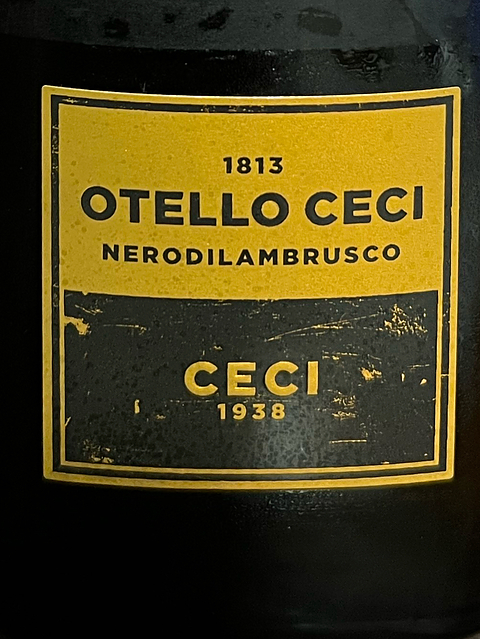 1813
OTELLO CECI
NERODILAMBRUSCO
CECI
1938